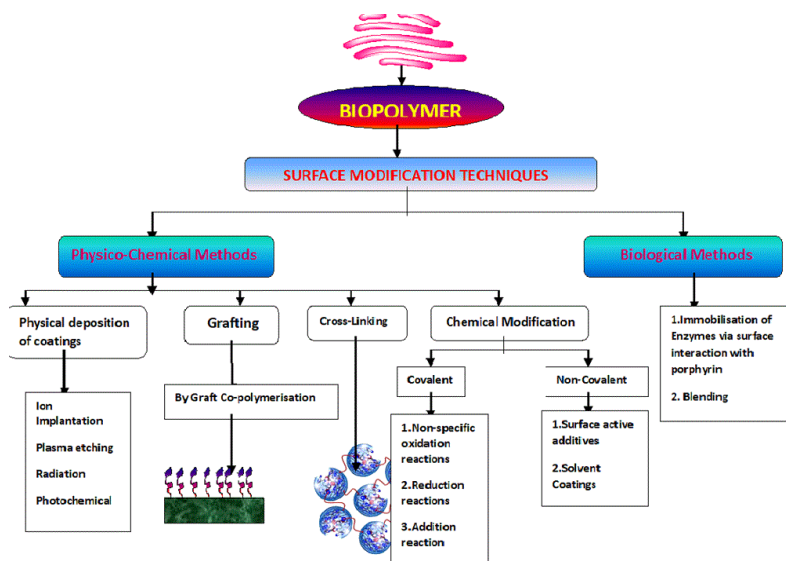 BIOPOLYMER
SURFACE MODIFICATION TECHNIQUES
Physico-Chemical Methods
Biological Methods
Physical deposition
of coatings
Grafting
Cross-Linking
Chemical Modification
1.Immobilisation of
Enzymes via surface
interaction with
porphyrin
2. Blending
Ion
Implantation
Plasma etching
Radiation
Photochemical
By Graft Co-polymerisation
Covalent
Non-Covalent
1.Non-specific
oxidation
reactions
2.Reduction
reactions
3.Addition
reaction
1.Surface active
additives
2.Solvent
Coatings